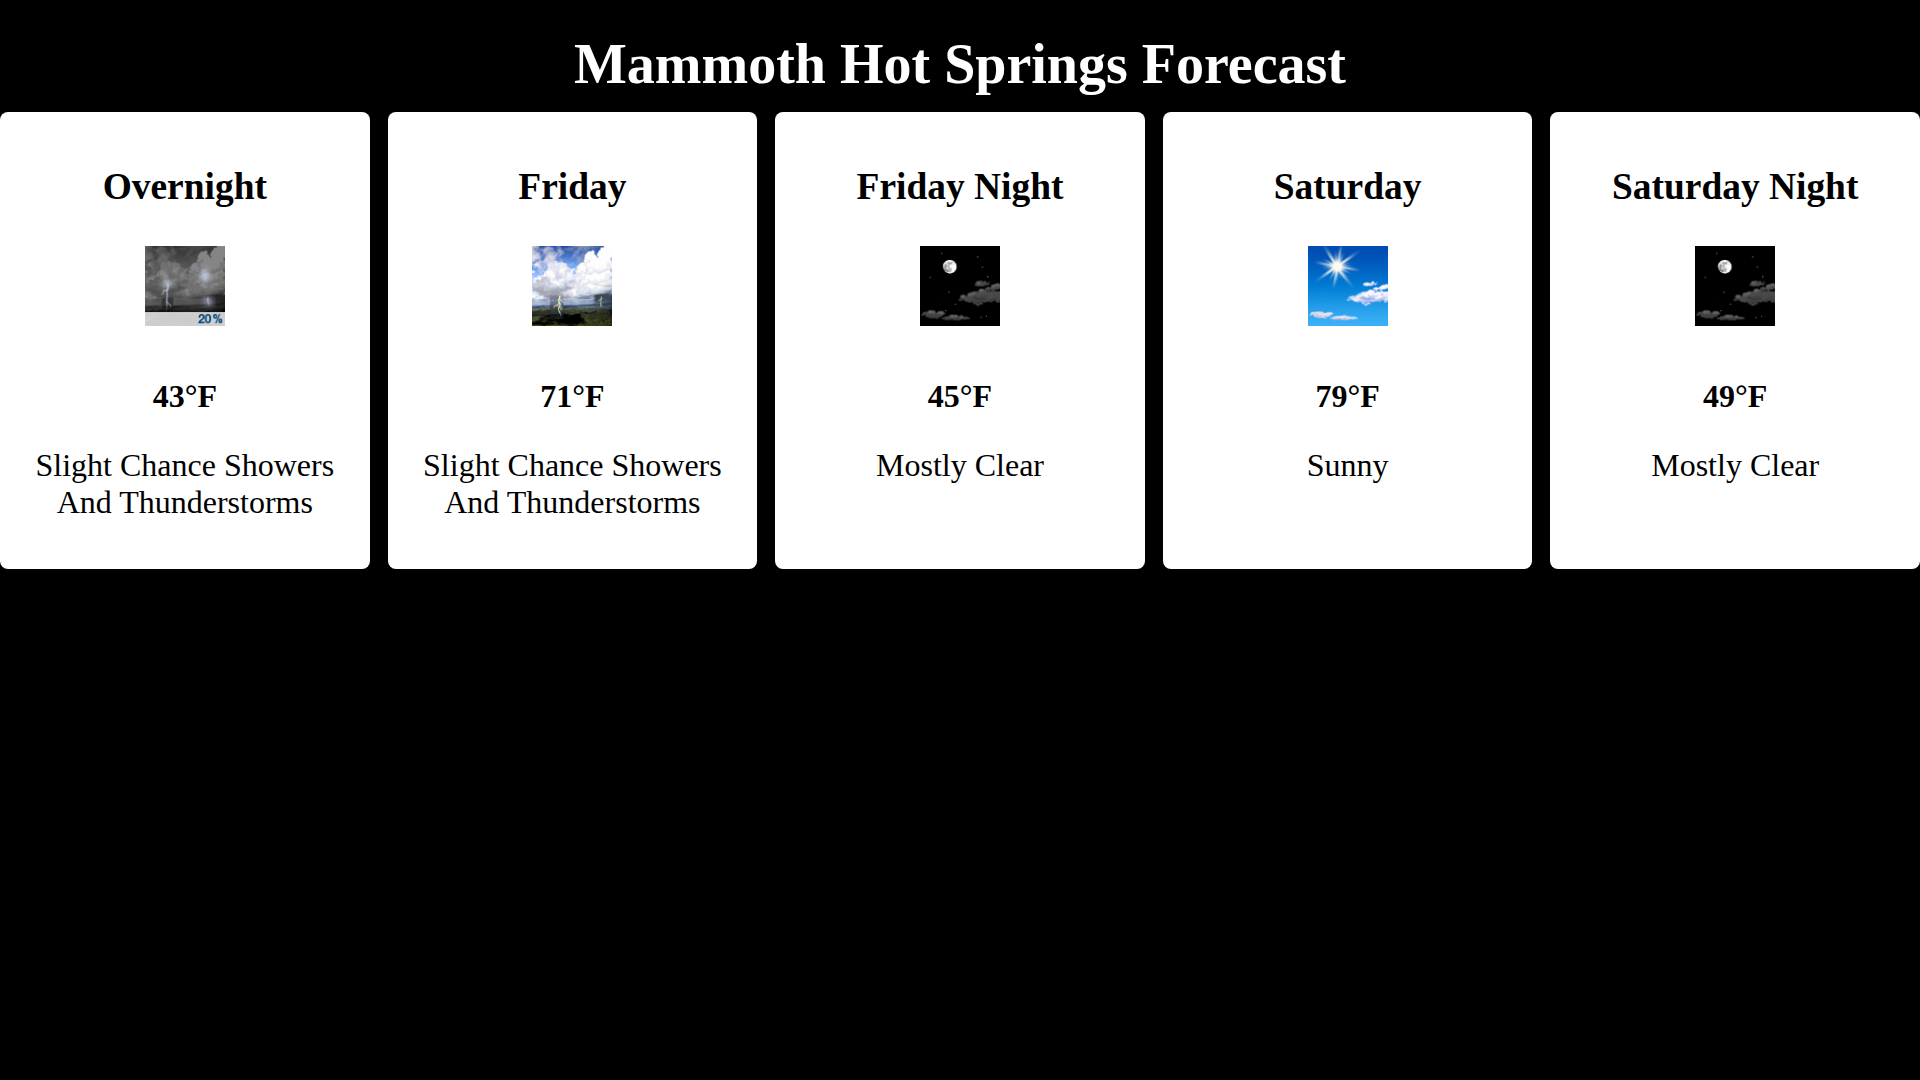 Mammoth Hot Springs Forecast
Overnight
20%
43°F
Slight Chance Showers
And Thunderstorms
Friday
71°F
Slight Chance Showers
And Thunderstorms
Friday Night
45°F
Mostly Clear
Saturday
79°F
Sunny
Saturday Night
49°F
Mostly Clear